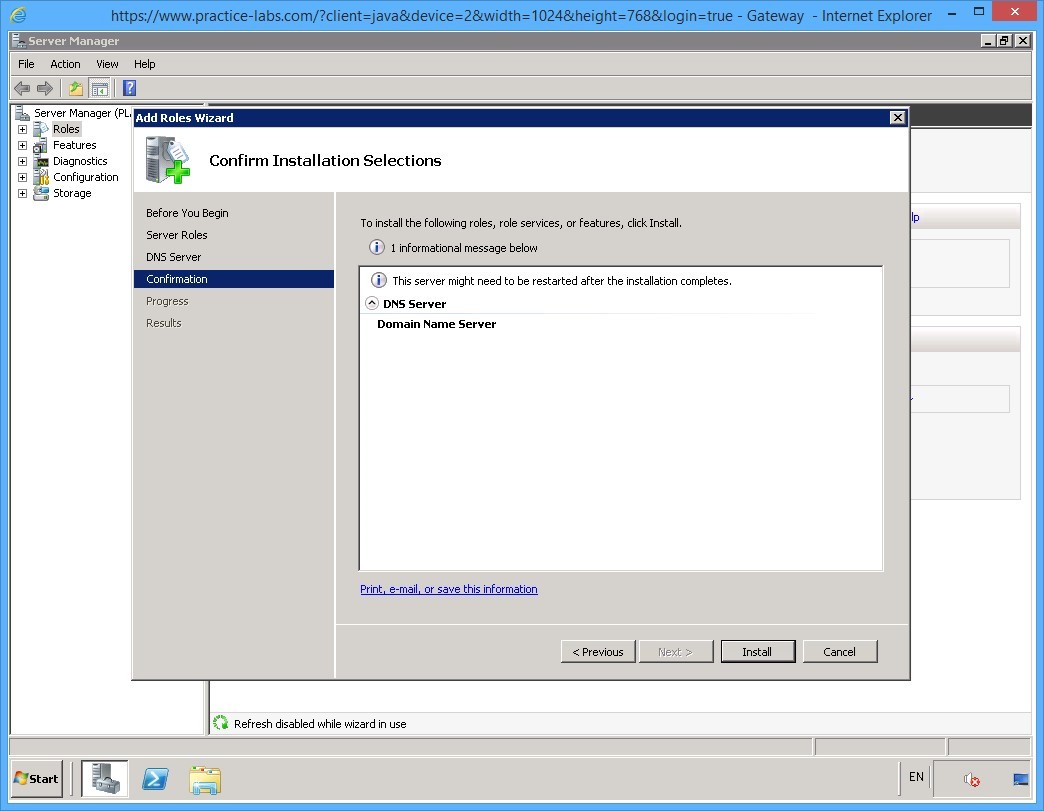 https://www.practice-labs.com/?client=java&device=2&width=1024&height=768&login=true - Gateway - Internet Explorer
Server Manager
File Action View Help
Server Manager (PL
Roles
Features
Diagnostics
Configuration
Storage
Add Roles Wizard
Confirm Installation Selections
Before You Begin
Server Roles
DNS Server
Confirmation
Progress
Results
To install the following roles, role services, or features, click Install.
1 informational message below
This server might need to be restarted after the installation completes.
DNS Server
Domain Name Server
Print, e-mail, or save this information
< Previous Next > Install Cancel
lp
Refresh disabled while wizard in use
Start
EN